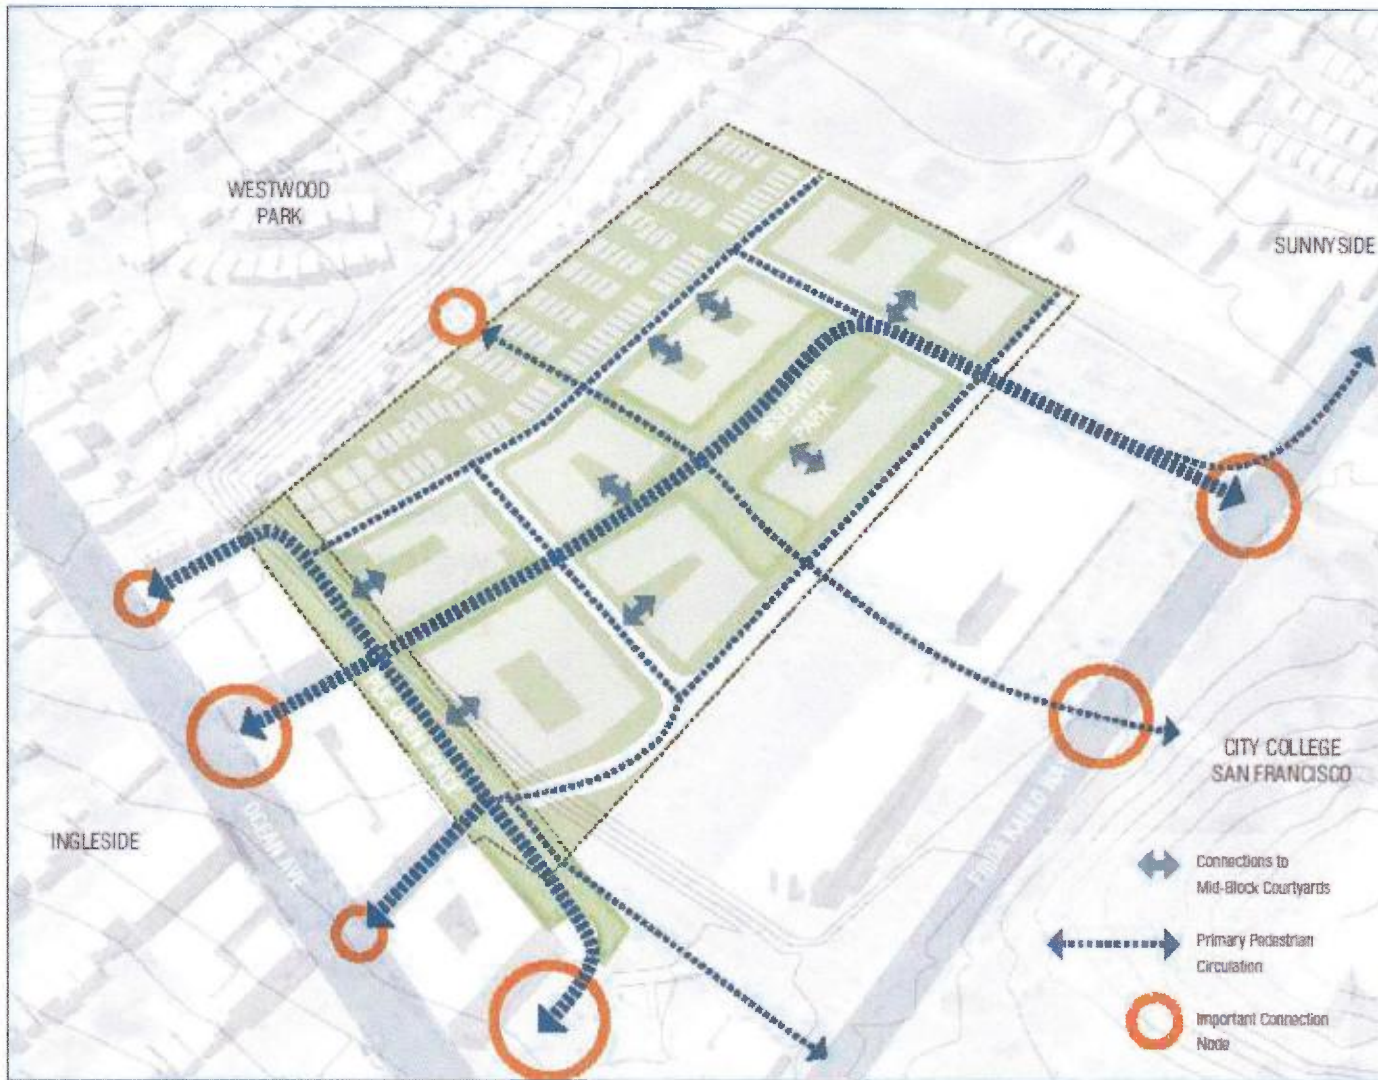 WESTWOOD
PARK
SUNNYSIDE
RESERVOIR
PARK
CITY COLLEGE
SAN FRANCISCO
INGLESIDE
OCEAN AVE
Connections to
Mid-Block Courtyards
Primary Pedestrian
Circulation
Important Connection
Node